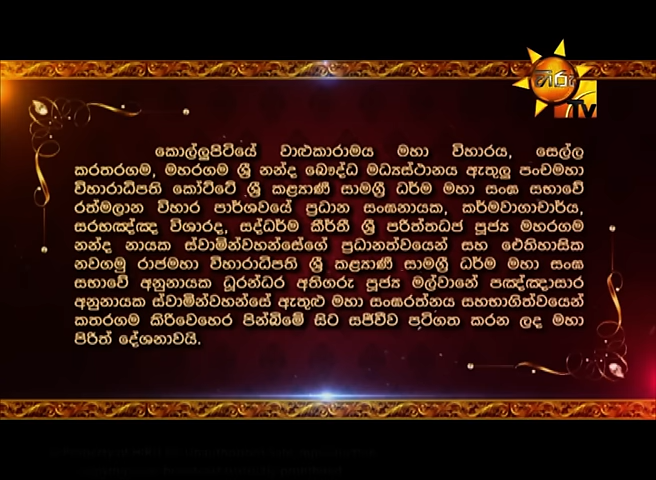 හිරු
Tv
කොල්ලුපිටියේ වාළුකාරාමය මහා විහාරය, සෙල්ල
කතරගම, මහරගම ශ්‍රී නන්ද බෞද්ධ මධ්‍යස්ථානය ඇතුලු පංචමහා
විහාරාධිපති කෝට්ටේ ශ්‍රී කල්‍යාණී සාමග්‍රී ධර්ම මහා සංඝ සභාවේ
රත්මලාන විහාර පාර්ශවයේ ප්‍රධාන සංඝනායක, කර්මවාගාචාර්ය,
සරභඤ්ඤ විශාරද, සද්ධර්ම කීර්තී ශ්‍රී පරිත්තධජ පූජ්‍ය මහරගම
නන්ද නායක ස්වාමින්වහන්සේගේ ප්‍රධානත්වයෙන් සහ ඓතිහාසික
නවගමු රාජමහා විහාරාධිපති ශ්‍රී කල්‍යාණී සාමග්‍රී ධර්ම මහා සංඝ
සභාවේ අනුනායක ධූරන්ධර අතිගරු පූජ්‍ය මල්වානේ පඤ්ඤාසාර
අනුනායක ස්වාමින්වහන්සේ ඇතුළු මහා සංඝරත්නය සහභාගිත්වයෙන්
කතරගම කිරිවෙහෙර පින්බිමේ සිට සජීවීව පටිගත කරන ලද මහා
පිරිත් දේශනාවයි.